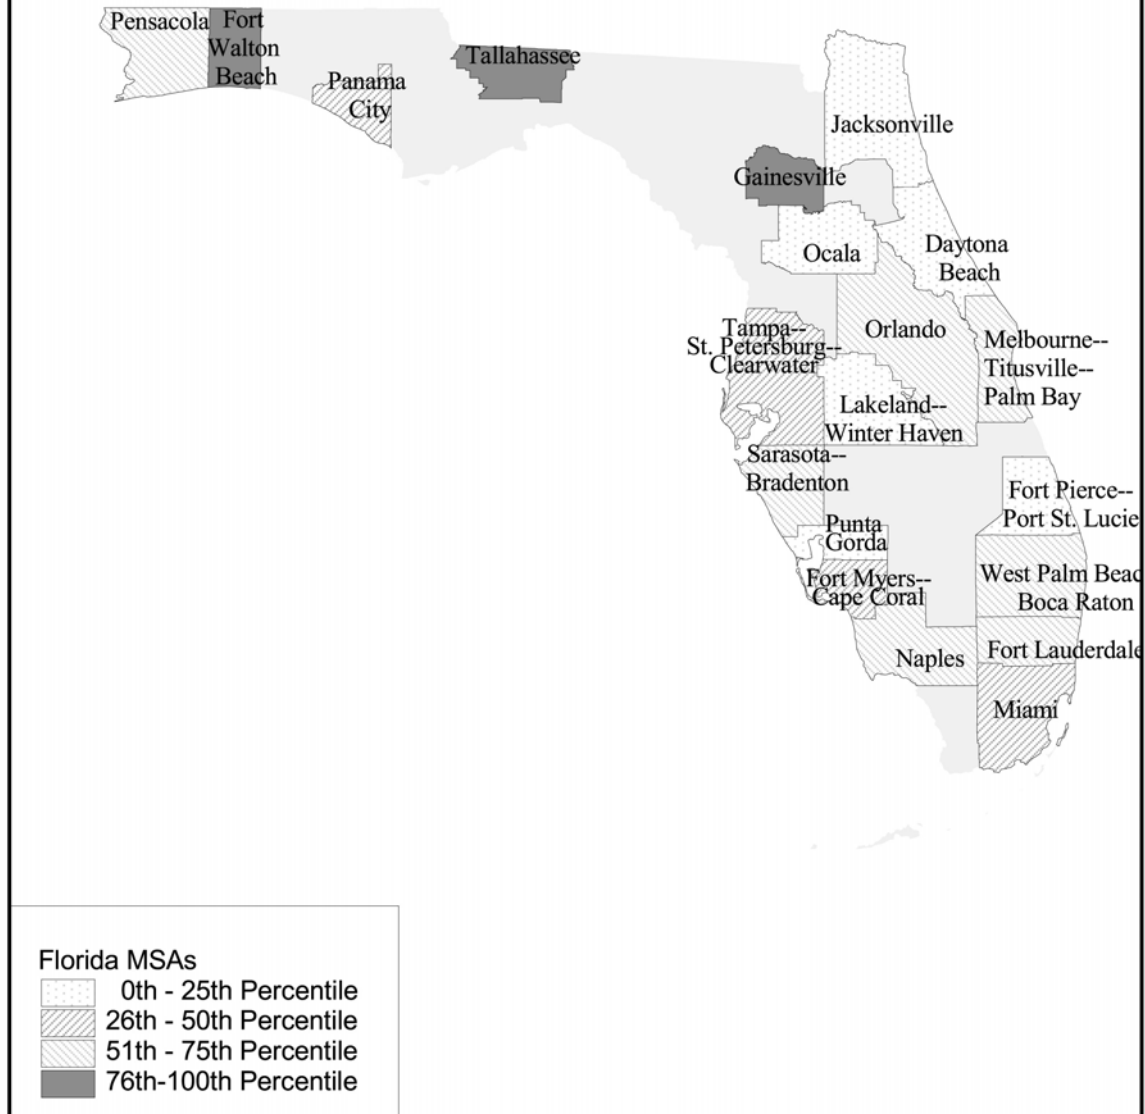 Pensacola
Fort
Walton
Beach
Panama
City
Tallahassee
Jacksonville
Gainesville
Ocala
Daytona
Beach
Orlando
Tampa--
St. Petersburg--
Clearwater
Melbourne--
Titusville--
Palm Bay
Lakeland--
Winter Haven
Sarasota--
Bradenton
Fort Pierce--
Port St. Lucie
Punta
Gorda
Fort Myers--
Cape Coral
West Palm Beac
Boca Raton
Naples
Fort Lauderdale
Miami
Florida MSAs
0th - 25th Percentile
26th - 50th Percentile
51th - 75th Percentile
76th-100th Percentile